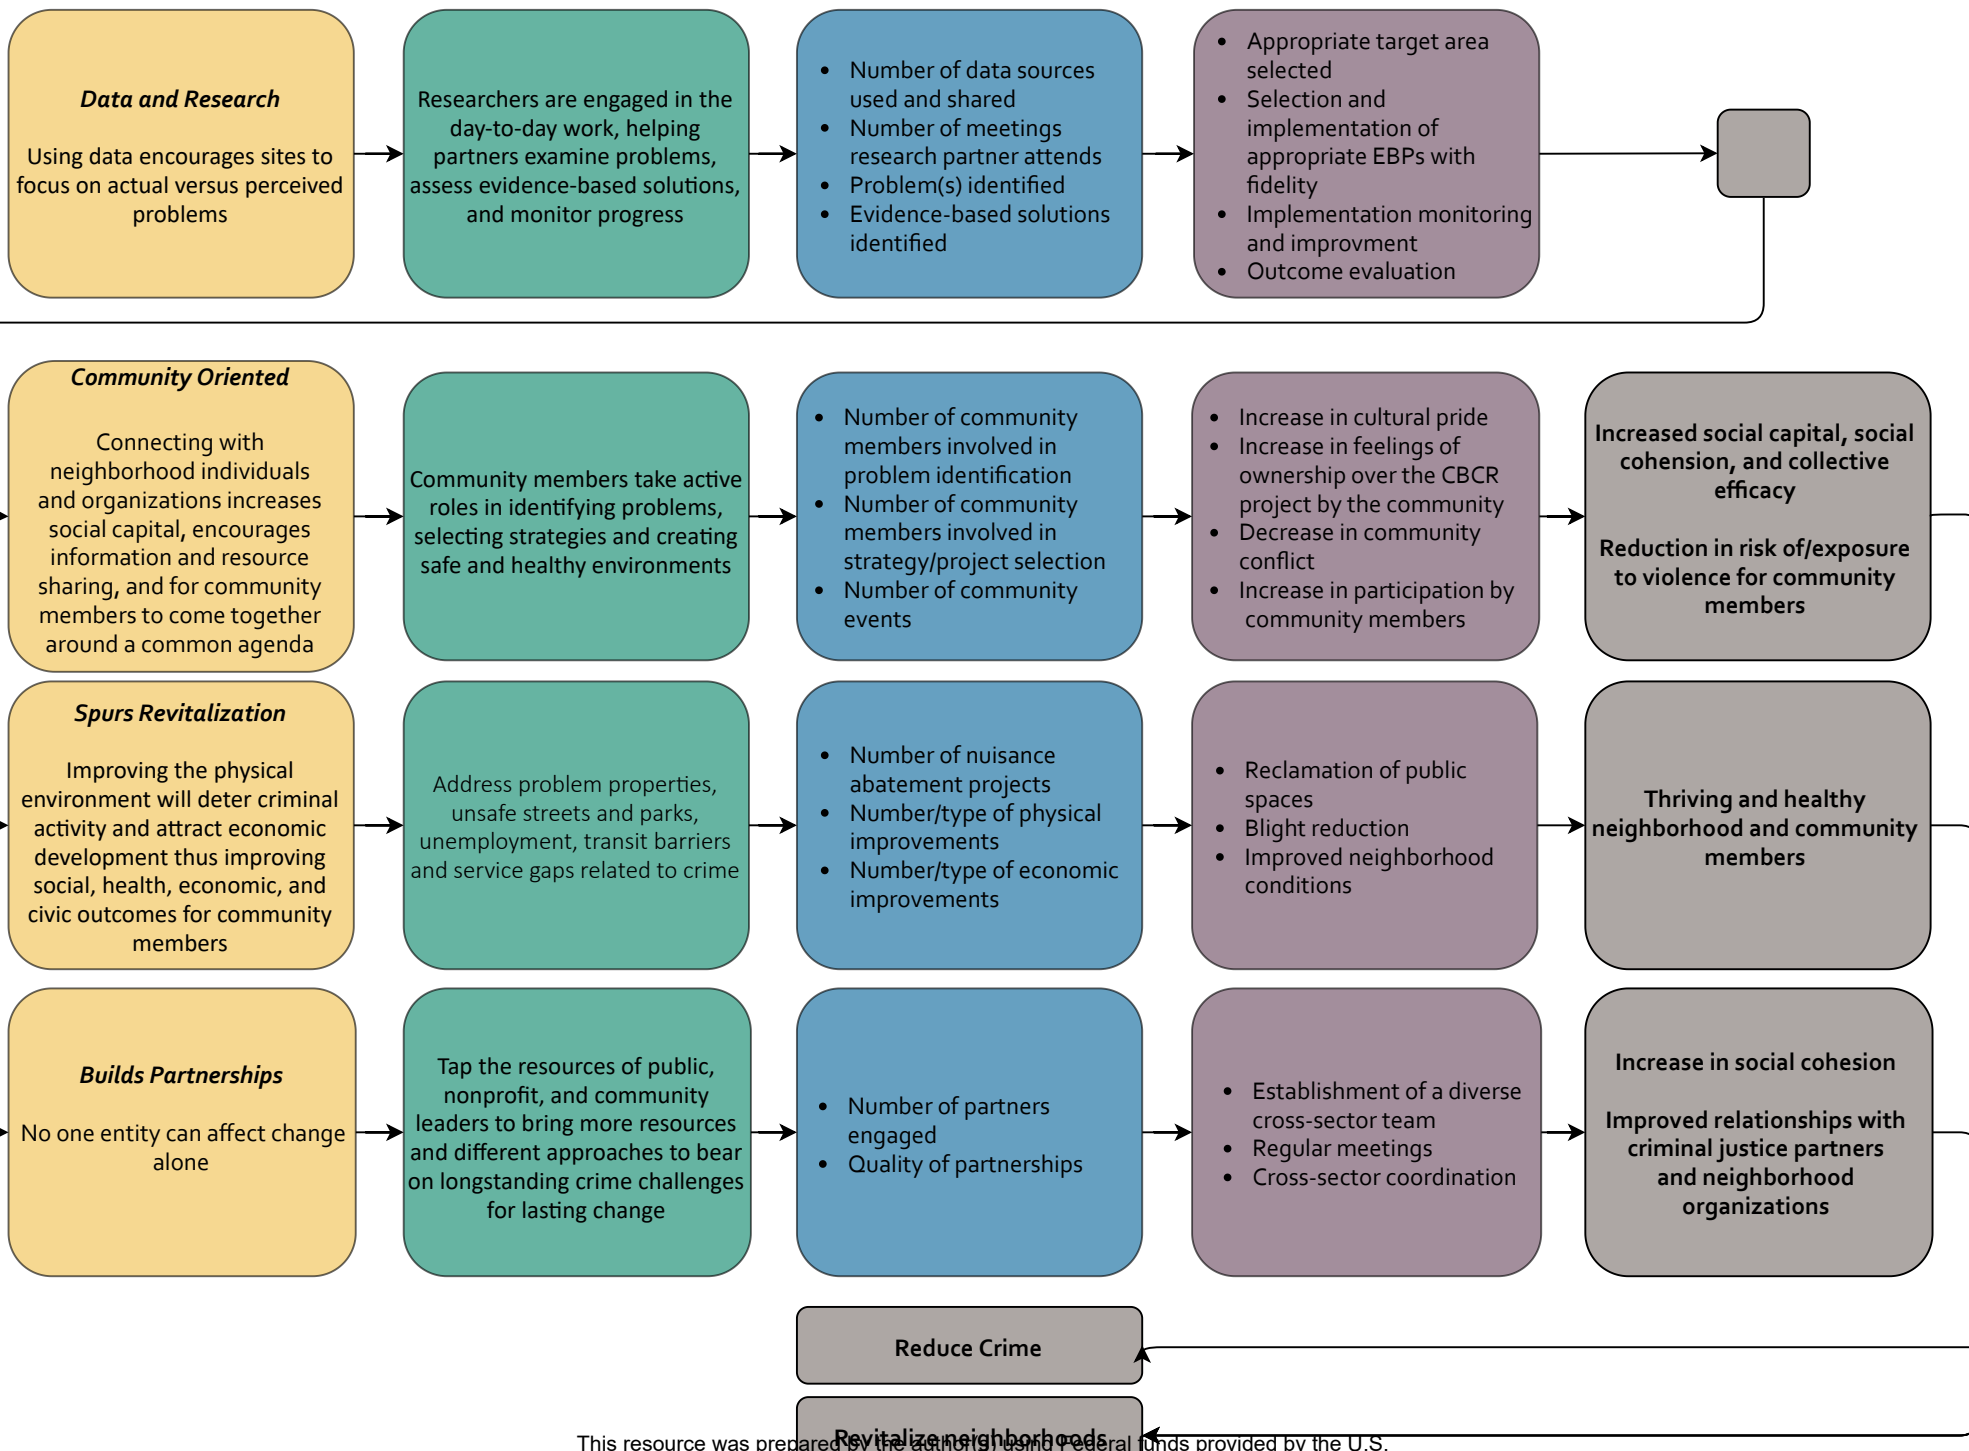 Data and Research
Using data encourages sites to
focus on actual versus perceived
problems
Researchers are engaged in the
day-to-day work, helping
partners examine problems,
assess evidence-based solutions,
and monitor progress
• Number of data sources
used and shared
• Number of meetings
research partner attends
• Problem(s) identified
• Evidence-based solutions
identified
• Appropriate target area
selected
• Selection and
implementation of
appropriate EBPs with
fidelity
• Implementation monitoring
and improvment
• Outcome evaluation
Community Oriented
Connecting with
neighborhood individuals
and organizations increases
social capital, encourages
information and resource
sharing, and for community
members to come together
around a common agenda
Community members take active
roles in identifying problems,
selecting strategies and creating
safe and healthy environments
• Number of community
members involved in
problem identification
• Number of community
members involved in
strategy/project selection
• Number of community
events
• Increase in cultural pride
• Increase in feelings of
ownership over the CBCR
project by the community
• Decrease in community
conflict
• Increase in participation by
community members
Increased social capital, social
cohension, and collective
efficacy
Reduction in risk of/exposure
to violence for community
members
Spurs Revitalization
Improving the physical
environment will deter criminal
activity and attract economic
development thus improving
social, health, economic, and
civic outcomes for community
members
Address problem properties,
unsafe streets and parks,
unemployment, transit barriers
and service gaps related to crime
• Number of nuisance
abatement projects
• Number/type of physical
improvements
• Number/type of economic
improvements
• Reclamation of public
spaces
• Blight reduction
• Improved neighborhood
conditions
Thriving and healthy
neighborhood and community
members
Builds Partnerships
No one entity can affect change
alone
Tap the resources of public,
nonprofit, and community
leaders to bring more resources
and different approaches to bear
on longstanding crime challenges
for lasting change
• Number of partners
engaged
• Quality of partnerships
• Establishment of a diverse
cross-sector team
• Regular meetings
• Cross-sector coordination
Increase in social cohesion
Improved relationships with
criminal justice partners
and neighborhood
organizations
Reduce Crime
Revitalize neighborhoods
This resource was prepared by the author(s) using Federal funds provided by the U.S.